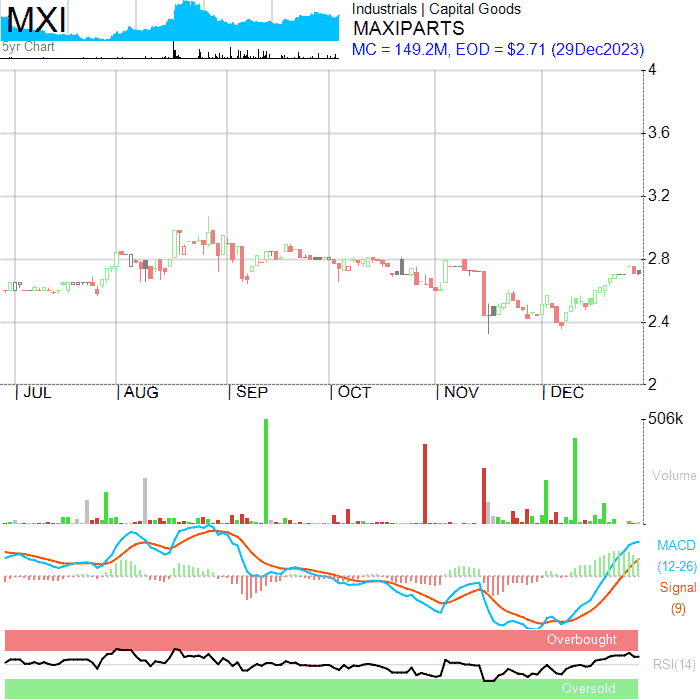 MXI
5yr Chart
Industrials | Capital Goods
MAXIPARTS
MC = 149.2M, EOD = $2.71 (29Dec2023)
4
3.6
3.2
2.8
2.4
2
JUL AUG SEP OCT NOV DEC
506k
Volume
MACD
(12-26)
Signal
(9)
Overbought
RSI(14)
Oversold